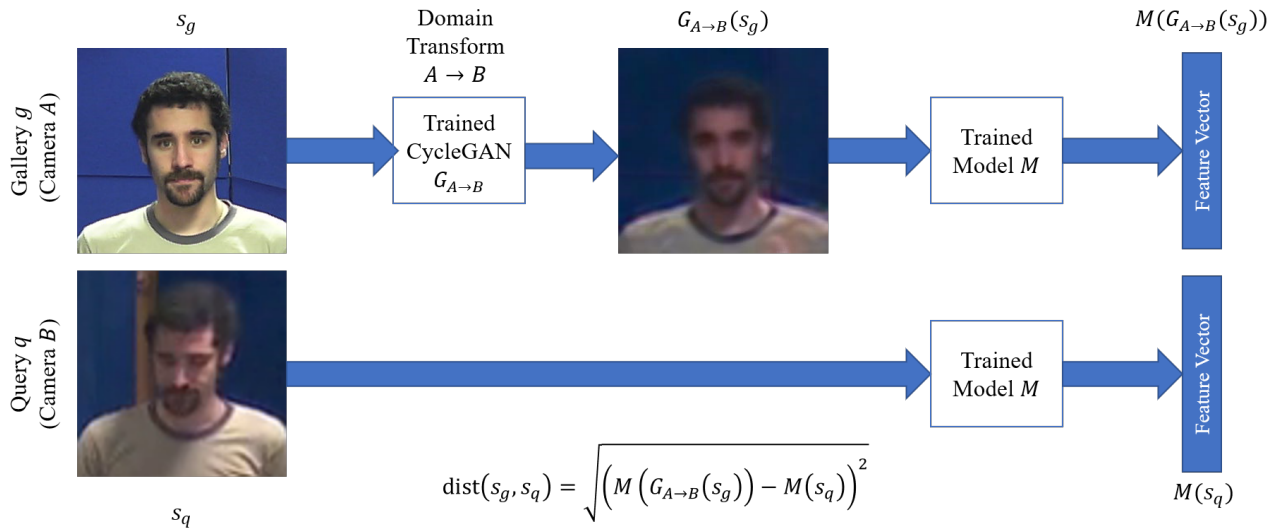 s_g
Domain
Transform
A → B
G_{A→B}(s_g)
M(G_{A→B}(s_g))
Gallery g
(Camera A)
Trained
CycleGAN
G_{A→B}
Trained
Model M
Feature Vector
Query q
(Camera B)
Trained
Model M
Feature Vector
dist(s_g, s_q) = √((M(G_{A→B}(s_g)) − M(s_q))^2)
M(s_q)
s_q